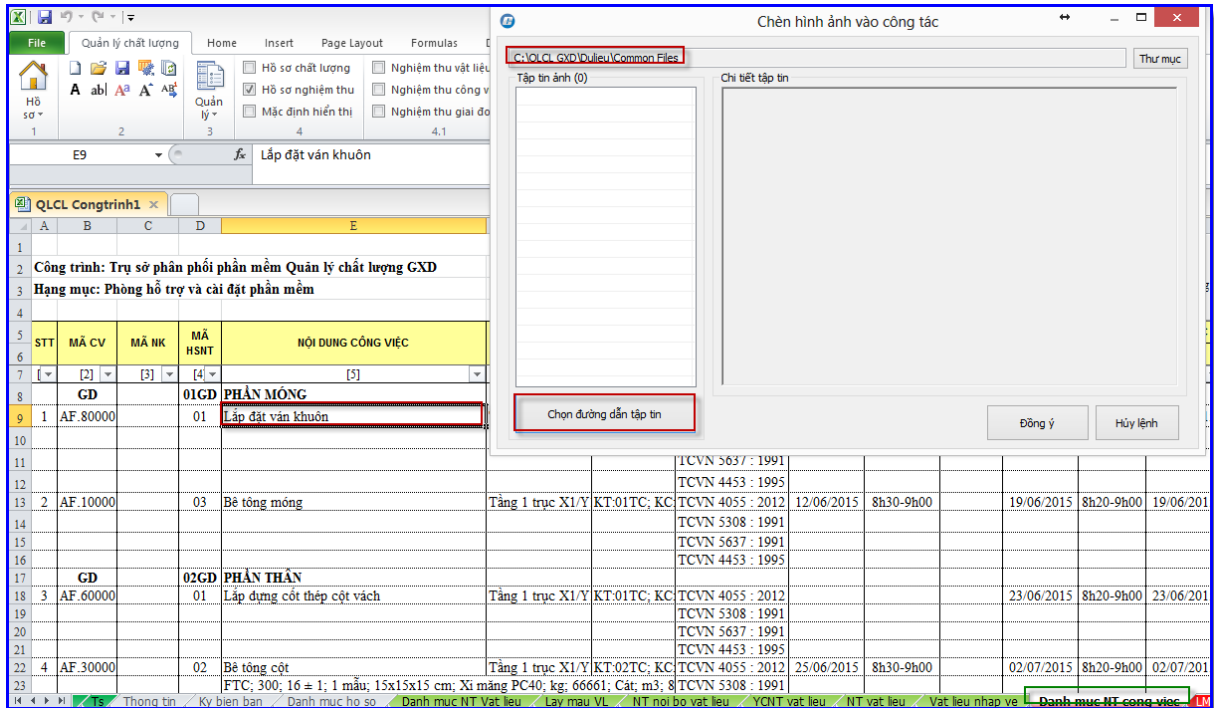 Chèn hình ảnh vào công tác
File Quản lý chất lượng Home Insert Page Layout Formulas
C:\QLCL GXD\Dulieu\Common Files Thư mục
Tập tin ảnh (0) Chi tiết tập tin
Hồ sơ
Quản lý
Hồ sơ chất lượng Nghiệm thu vật liệu
Hồ sơ nghiệm thu Nghiệm thu công v
Mặc định hiển thị Nghiệm thu giai đo
1 2 3 4 4.1
E9 fx Lắp đặt ván khuôn
QLCL Congtrinh1
A B C D E
1
2 Công trình: Trụ sở phân phối phần mềm Quản lý chất lượng GXD
3 Hạng mục: Phòng hỗ trợ và cài đặt phần mềm
4
5
6
STT MÃ CV MÃ NK MÃ HSNT NỘI DUNG CÔNG VIỆC
7 [2] [3] [4 [5]
8 GD 01GD PHẦN MÓNG
9 1 AF.80000 01 Lắp đặt ván khuôn
Chọn đường dẫn tập tin Đồng ý Hủy lệnh
10
11 TCVN 5637 : 1991
12 TCVN 4453 : 1995
13 2 AF.10000 03 Bê tông móng Tầng 1 trục X1/Y KT:01TC; KC: TCVN 4055 : 2012 12/06/2015 8h30-9h00 19/06/2015 8h20-9h00 19/06/201
14 TCVN 5308 : 1991
15 TCVN 5637 : 1991
16 TCVN 4453 : 1995
17 GD 02GD PHẦN THÂN
18 3 AF.60000 01 Lắp dựng cốt thép cột vách Tầng 1 trục X1/Y KT:01TC; KC: TCVN 4055 : 2012 23/06/2015 8h20-9h00 23/06/201
19 TCVN 5308 : 1991
20 TCVN 5637 : 1991
21 TCVN 4453 : 1995
22 4 AF.30000 02 Bê tông cột Tầng 1 trục X1/Y KT:02TC; KC: TCVN 4055 : 2012 25/06/2015 8h30-9h00 02/07/2015 8h20-9h00 02/07/201
23 FTC; 300; 16 ± 1; 1 mẫu; 15x15x15 cm; Xi măng PC40; kg; 66661; Cát; m3; 8 TCVN 5308 : 1991
Ts Thong tin Ky bien ban Danh muc ho so Danh muc NT Vat lieu Lay mau VL NT noi bo vat lieu YCNT vat lieu NT vat lieu Vat lieu nhap ve Danh muc NT cong viec LM